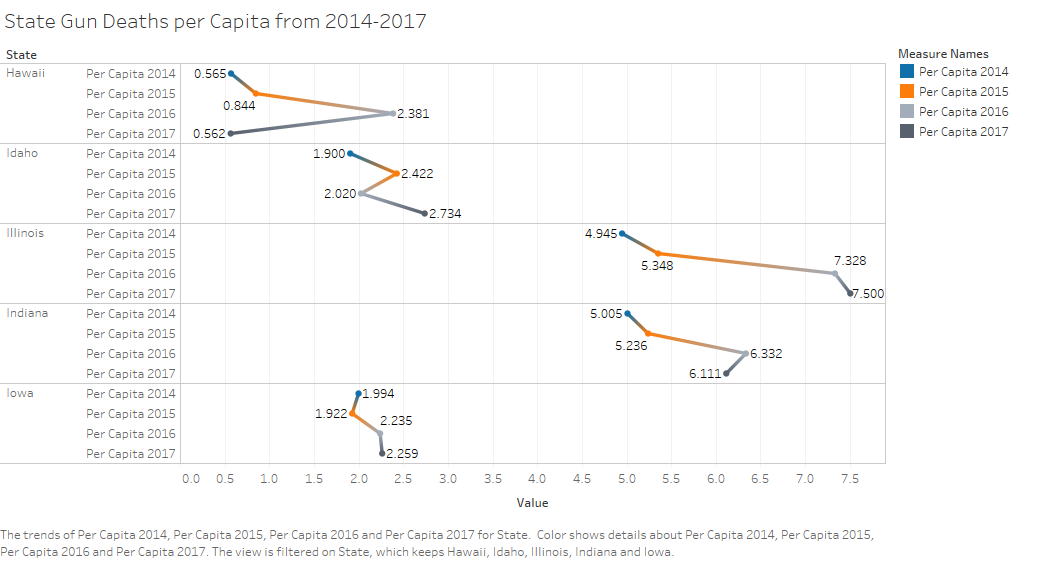 State Gun Deaths per Capita from 2014-2017
State
Hawaii
Per Capita 2014
0.565
Per Capita 2015
0.844
Per Capita 2016
2.381
Per Capita 2017
0.562
Idaho
Per Capita 2014
1.900
Per Capita 2015
2.422
Per Capita 2016
2.020
Per Capita 2017
2.734
Illinois
Per Capita 2014
4.945
Per Capita 2015
5.348
Per Capita 2016
7.328
Per Capita 2017
7.500
Indiana
Per Capita 2014
5.005
Per Capita 2015
5.236
Per Capita 2016
6.332
Per Capita 2017
6.111
Iowa
Per Capita 2014
1.994
Per Capita 2015
1.922
Per Capita 2016
2.235
Per Capita 2017
2.259
0.0 0.5 1.0 1.5 2.0 2.5 3.0 3.5 4.0 4.5 5.0 5.5 6.0 6.5 7.0 7.5
Value
Measure Names
Per Capita 2014
Per Capita 2015
Per Capita 2016
Per Capita 2017
The trends of Per Capita 2014, Per Capita 2015, Per Capita 2016 and Per Capita 2017 for State.  Color shows details about Per Capita 2014, Per Capita 2015,
Per Capita 2016 and Per Capita 2017. The view is filtered on State, which keeps Hawaii, Idaho, Illinois, Indiana and Iowa.